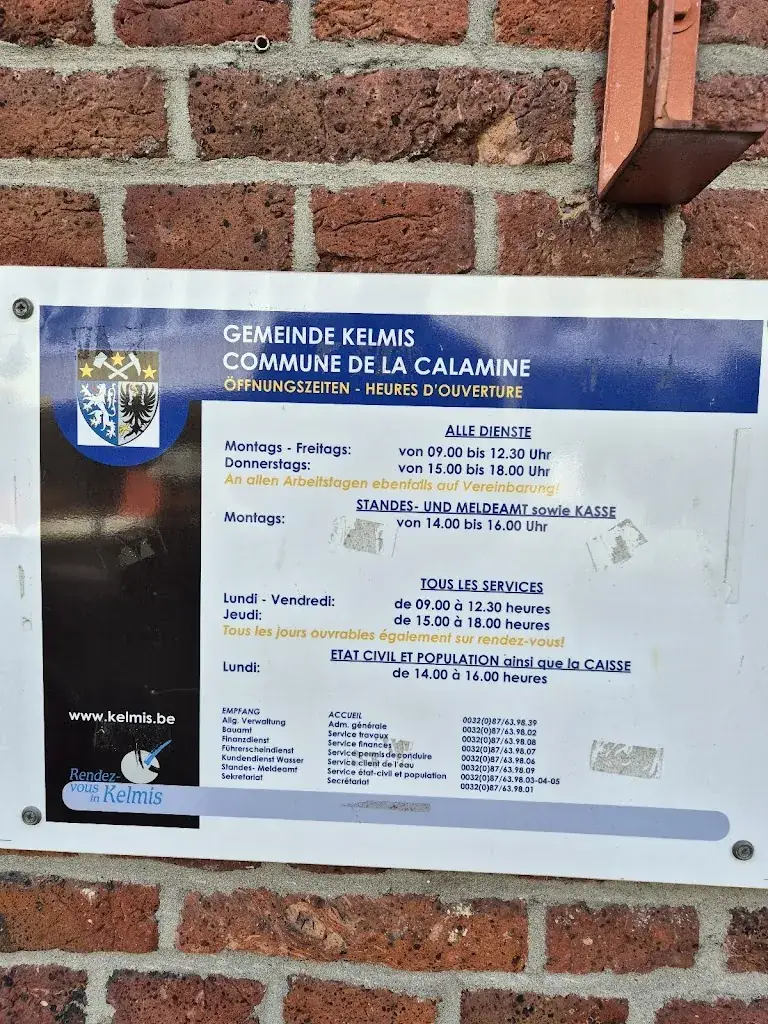 GEMEINDE KELMIS
COMMUNE DE LA CALAMINE
ÖFFNUNGSZEITEN - HEURES D'OUVERTURE
ALLE DIENSTE
Montags - Freitags: von 09.00 bis 12.30 Uhr
Donnerstags: von 15.00 bis 18.00 Uhr
An allen Arbeitstagen ebenfalls auf Vereinbarung!
STANDES- UND MELDEAMT sowie KASSE
Montags: von 14.00 bis 16.00 Uhr
TOUS LES SERVICES
Lundi - Vendredi: de 09.00 à 12.30 heures
Jeudi: de 15.00 à 18.00 heures
Tous les jours ouvrables également sur rendez-vous!
ETAT CIVIL ET POPULATION ainsi que la CAISSE
Lundi: de 14.00 à 16.00 heures
EMPFANG ACCUEIL 0032(0)87/63.98.39
Allg. Verwaltung Adm. générale 0032(0)87/63.98.02
Bauamt Service travaux 0032(0)87/63.98.08
Finanzdienst Service finances 0032(0)87/63.98.07
Führerscheindienst Service permis de conduire 0032(0)87/63.98.06
Kundendienst Wasser Service client de l'eau 0032(0)87/63.98.09
Standes- Meldeamt Service état-civil et population 0032(0)87/63.98.03-04-05
Sekretariat Secrétariat 0032(0)87/63.98.01
www.kelmis.be
Rendez-
vous
in Kelmis